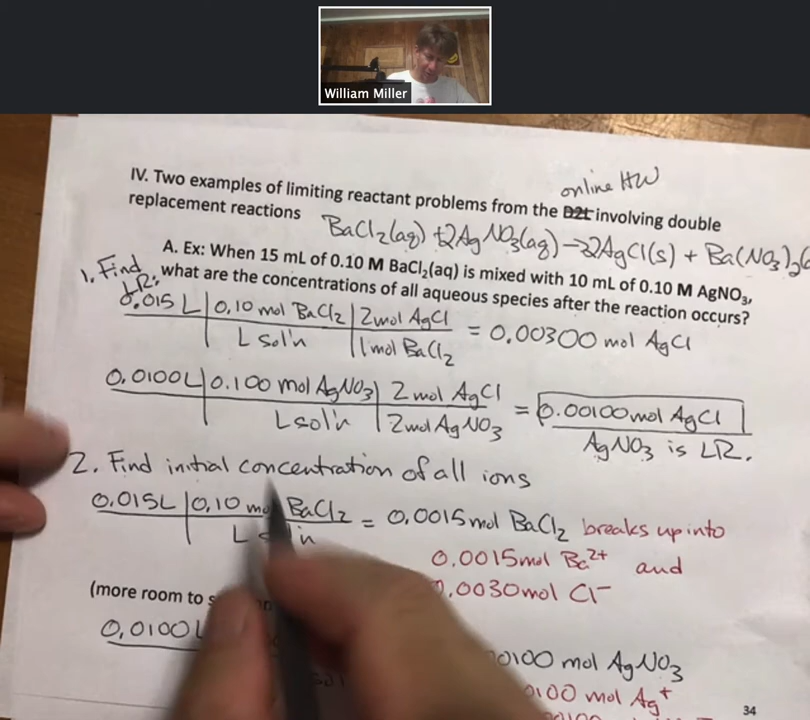 William Miller
IV. Two examples of limiting reactant problems from the D2L involving double
online HW
replacement reactions
BaCl₂(aq) + 2AgNO₃(aq) → 2AgCl(s) + Ba(NO₃)₂
A. Ex: When 15 mL of 0.10 M BaCl₂(aq) is mixed with 10 mL of 0.10 M AgNO₃,
1. Find LR:
what are the concentrations of all aqueous species after the reaction occurs?
0.015 L | 0.10 mol BaCl₂ | 2 mol AgCl = 0.00300 mol AgCl
L sol'n | 1 mol BaCl₂
0.0100L | 0.100 mol AgNO₃ | 2 mol AgCl = 0.00100 mol AgCl
L sol'n | 2 mol AgNO₃
AgNO₃ is LR.
2. Find initial concentration of all ions
0.015L | 0.10 mol BaCl₂ = 0.0015 mol BaCl₂ breaks up into
L sol'n
0.0015 mol Ba²⁺ and
.0030 mol Cl⁻
(more room to
0.0100L
0100 mol AgNO₃
0100 mol Ag⁺
34